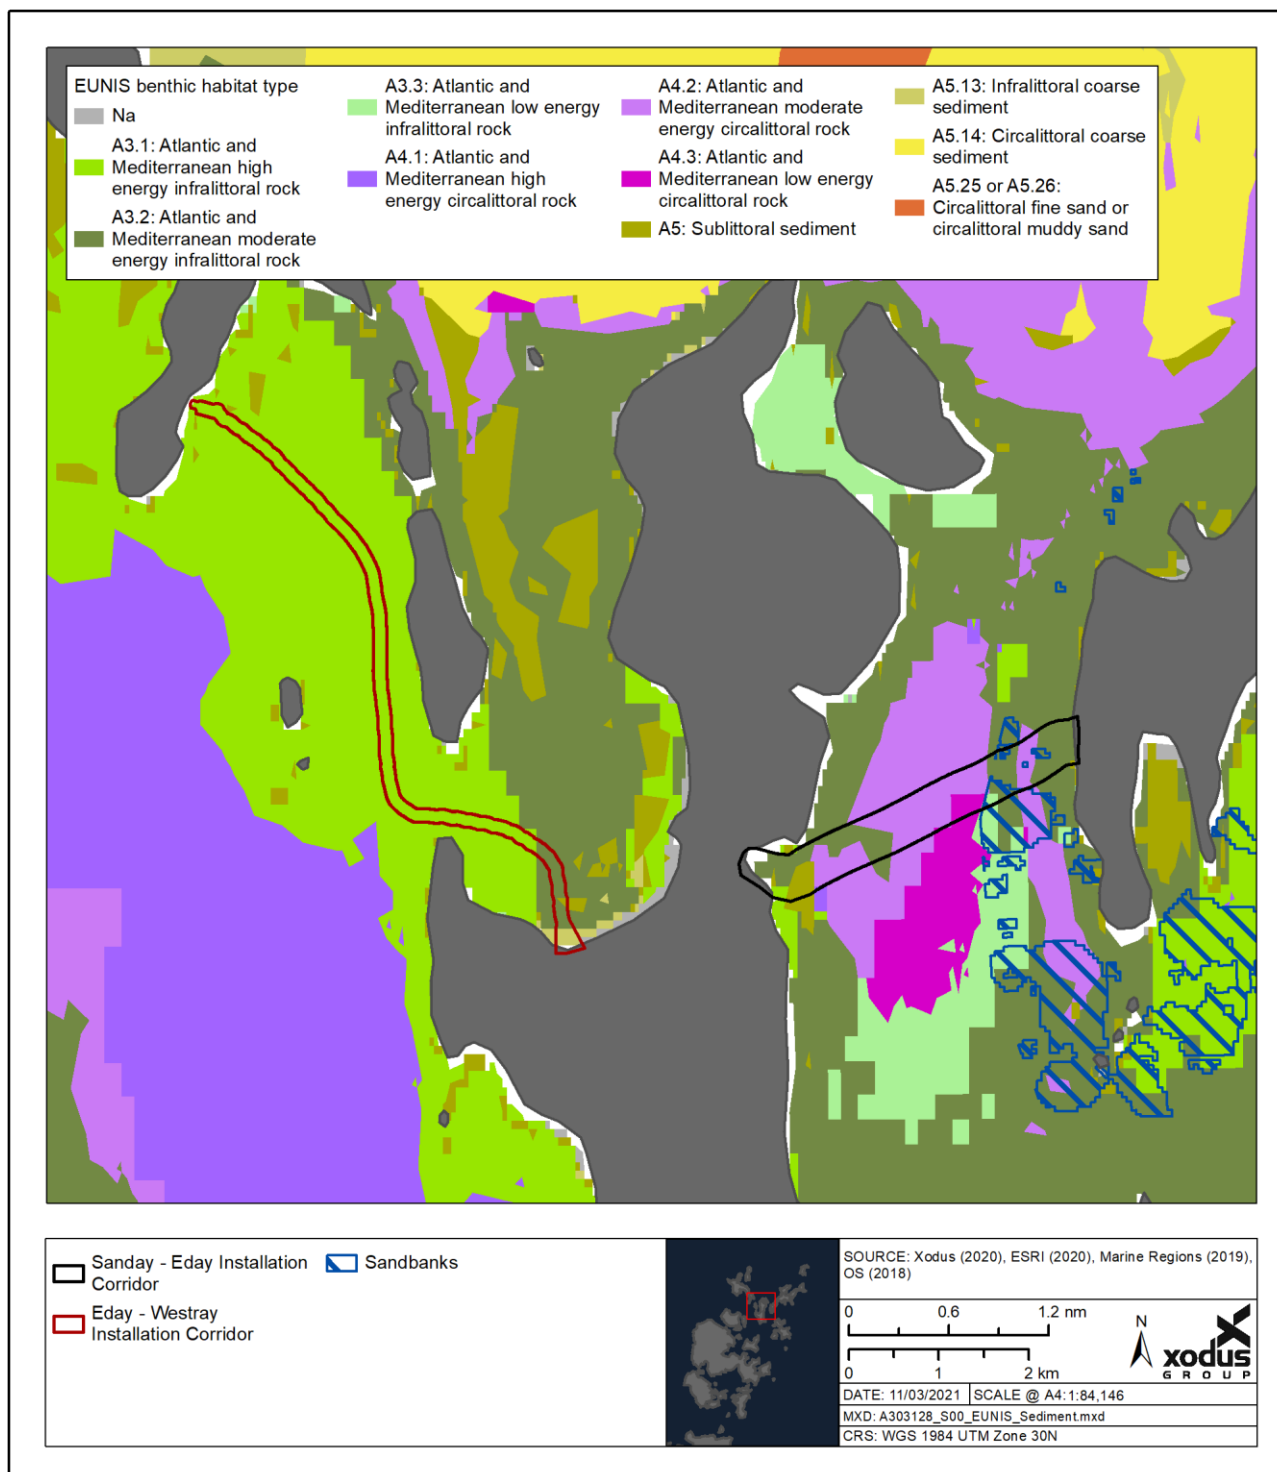 EUNIS benthic habitat type
Na
A3.1: Atlantic and
Mediterranean high
energy infralittoral rock
A3.2: Atlantic and
Mediterranean moderate
energy infralittoral rock
A3.3: Atlantic and
Mediterranean low energy
infralittoral rock
A4.1: Atlantic and
Mediterranean high
energy circalittoral rock
A4.2: Atlantic and
Mediterranean moderate
energy circalittoral rock
A4.3: Atlantic and
Mediterranean low energy
circalittoral rock
A5: Sublittoral sediment
A5.13: Infralittoral coarse
sediment
A5.14: Circalittoral coarse
sediment
A5.25 or A5.26:
Circalittoral fine sand or
circalittoral muddy sand
Sanday - Eday Installation
Corridor
Eday - Westray
Installation Corridor
Sandbanks
SOURCE: Xodus (2020), ESRI (2020), Marine Regions (2019),
OS (2018)
0 0.6 1.2 nm
0 1 2 km
N
xodus
GROUP
DATE: 11/03/2021 SCALE @ A4: 1:84,146
MXD: A303128_S00_EUNIS_Sediment.mxd
CRS: WGS 1984 UTM Zone 30N